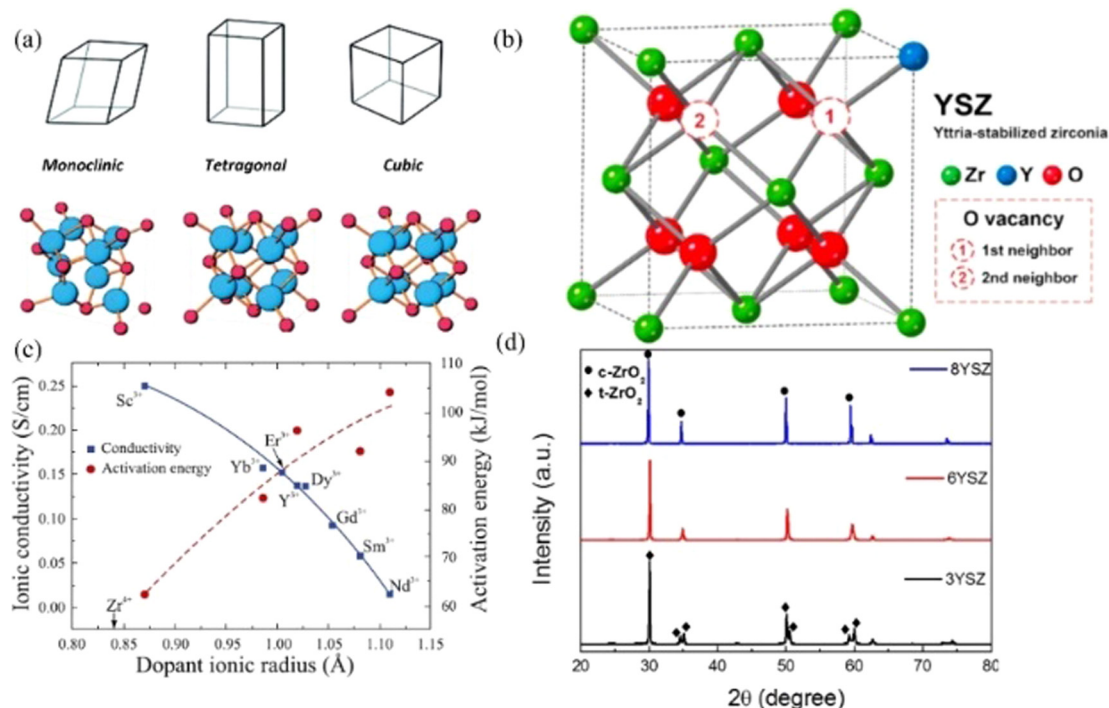 (a)
Monoclinic
Tetragonal
Cubic
(b)
2
1
YSZ
Yttria-stabilized zirconia
Zr Y O
O vacancy
1 1st neighbor
2 2nd neighbor
(c)
Ionic conductivity (S/cm)
0.25
0.20
0.15
0.10
0.05
0.00
Sc³⁺
Conductivity
Activation energy
Yb³⁺
Er³⁺
Y³⁺
Dy³⁺
Gd³⁺
Sm³⁺
Nd³⁺
Zr⁴⁺
110
100
90
80
70
60
Activation energy (kJ/mol)
0.80 0.85 0.90 0.95 1.00 1.05 1.10 1.15
Dopant ionic radius (Å)
(d)
c-ZrO₂
t-ZrO₂
8YSZ
6YSZ
3YSZ
Intensity (a.u.)
20 30 40 50 60 70 80
2θ (degree)